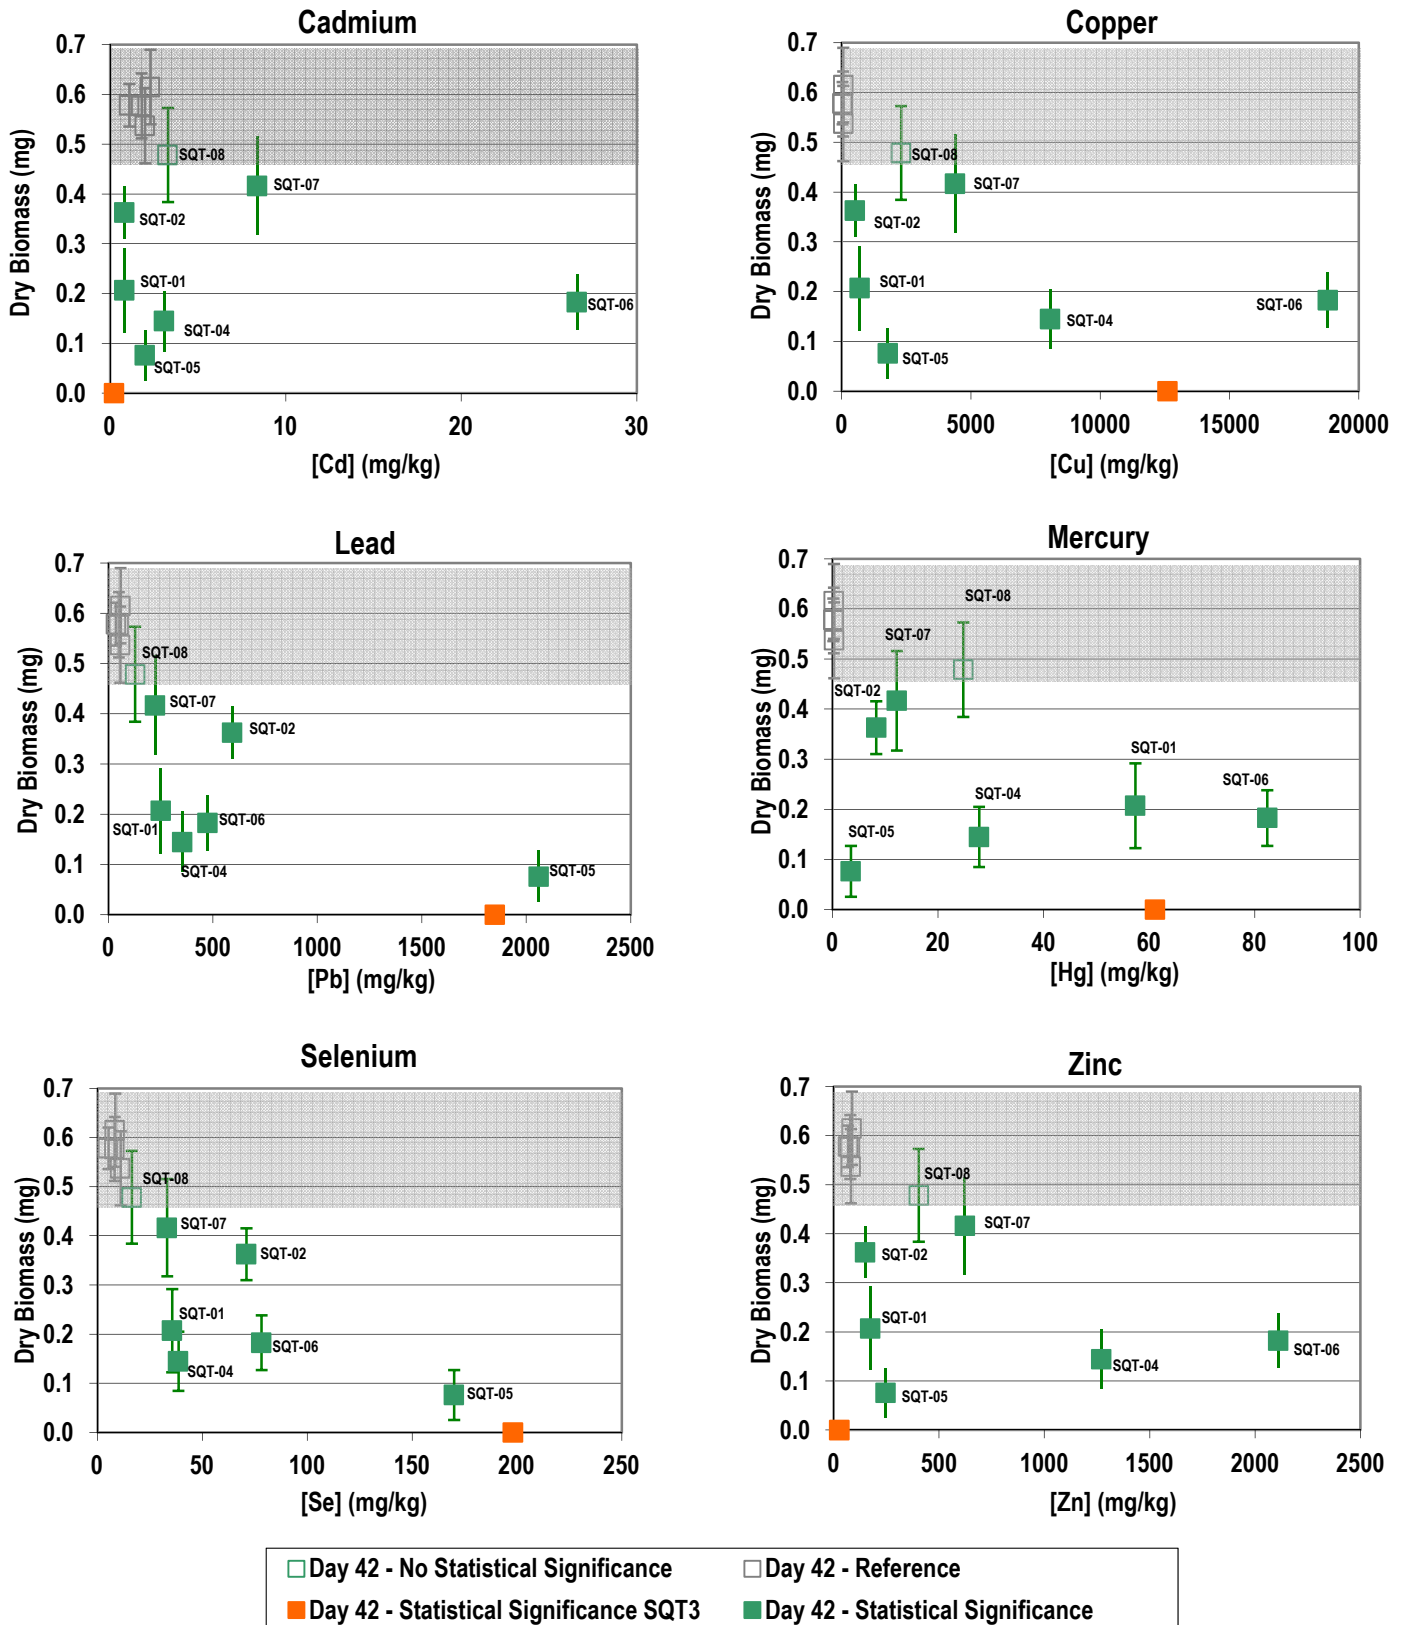 Cadmium
0.7
0.6
0.5
0.4
0.3
0.2
0.1
0.0
Dry Biomass (mg)
SQT-08
SQT-07
SQT-02
SQT-01
SQT-06
SQT-04
SQT-05
0 10 20 30
[Cd] (mg/kg)
Copper
0.7
0.6
0.5
0.4
0.3
0.2
0.1
0.0
Dry Biomass (mg)
SQT-08
SQT-07
SQT-02
SQT-01
SQT-06
SQT-04
SQT-05
0 5000 10000 15000 20000
[Cu] (mg/kg)
Lead
0.7
0.6
0.5
0.4
0.3
0.2
0.1
0.0
Dry Biomass (mg)
SQT-08
SQT-07
SQT-02
SQT-06
SQT-01
SQT-04
SQT-05
0 500 1000 1500 2000 2500
[Pb] (mg/kg)
Mercury
0.7
0.6
0.5
0.4
0.3
0.2
0.1
0.0
Dry Biomass (mg)
SQT-08
SQT-07
SQT-02
SQT-01
SQT-06
SQT-04
SQT-05
0 20 40 60 80 100
[Hg] (mg/kg)
Selenium
0.7
0.6
0.5
0.4
0.3
0.2
0.1
0.0
Dry Biomass (mg)
SQT-08
SQT-07
SQT-02
SQT-01
SQT-06
SQT-04
SQT-05
0 50 100 150 200 250
[Se] (mg/kg)
Zinc
0.7
0.6
0.5
0.4
0.3
0.2
0.1
0.0
Dry Biomass (mg)
SQT-08
SQT-07
SQT-02
SQT-01
SQT-06
SQT-04
SQT-05
0 500 1000 1500 2000 2500
[Zn] (mg/kg)
Day 42 - No Statistical Significance Day 42 - Reference
Day 42 - Statistical Significance SQT3 Day 42 - Statistical Significance